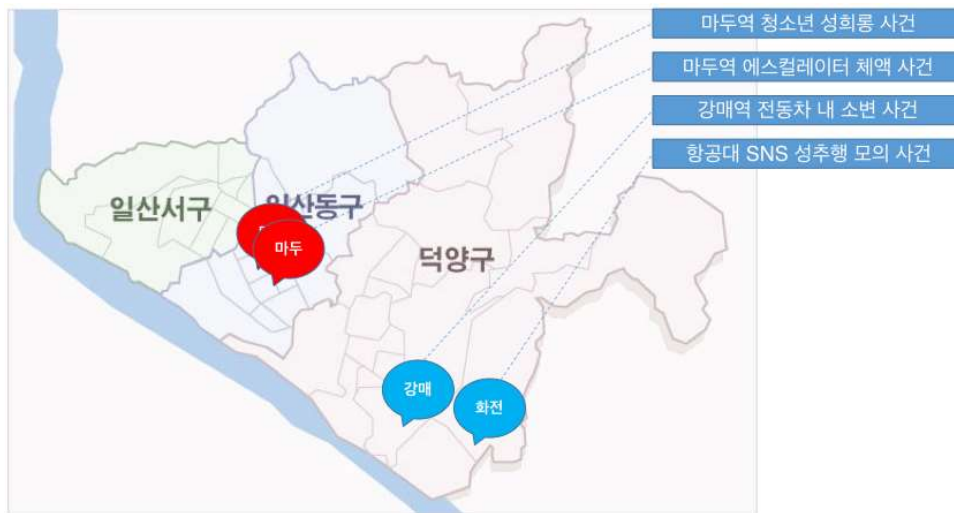 마두역 청소년 성희롱 사건
마두역 에스컬레이터 체액 사건
강매역 전동차 내 소변 사건
항공대 SNS 성추행 모의 사건
일산서구
일산동구
마두
덕양구
강매
화전